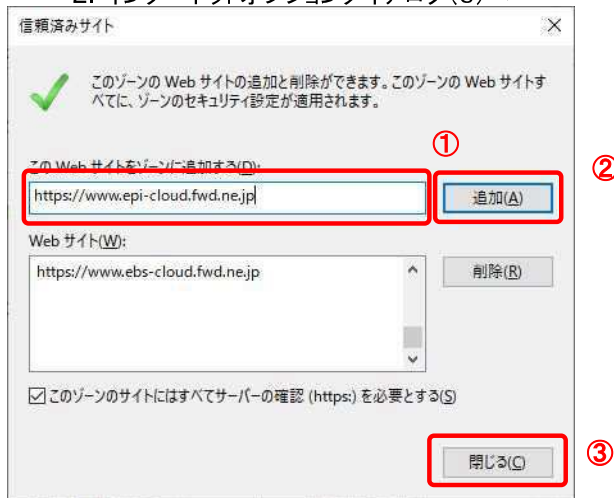 信頼済みサイト
このゾーンの Web サイトの追加と削除ができます。このゾーンの Web サイトす
べてに、ゾーンのセキュリティ設定が適用されます。
①
この Web サイトをゾーンに追加する(D):
②
https://www.epi-cloud.fwd.ne.jp
追加(A)
Web サイト(W):
https://www.ebs-cloud.fwd.ne.jp
削除(R)
このゾーンのサイトにはすべてサーバーの確認 (https:) を必要とする(S)
閉じる(C)
③